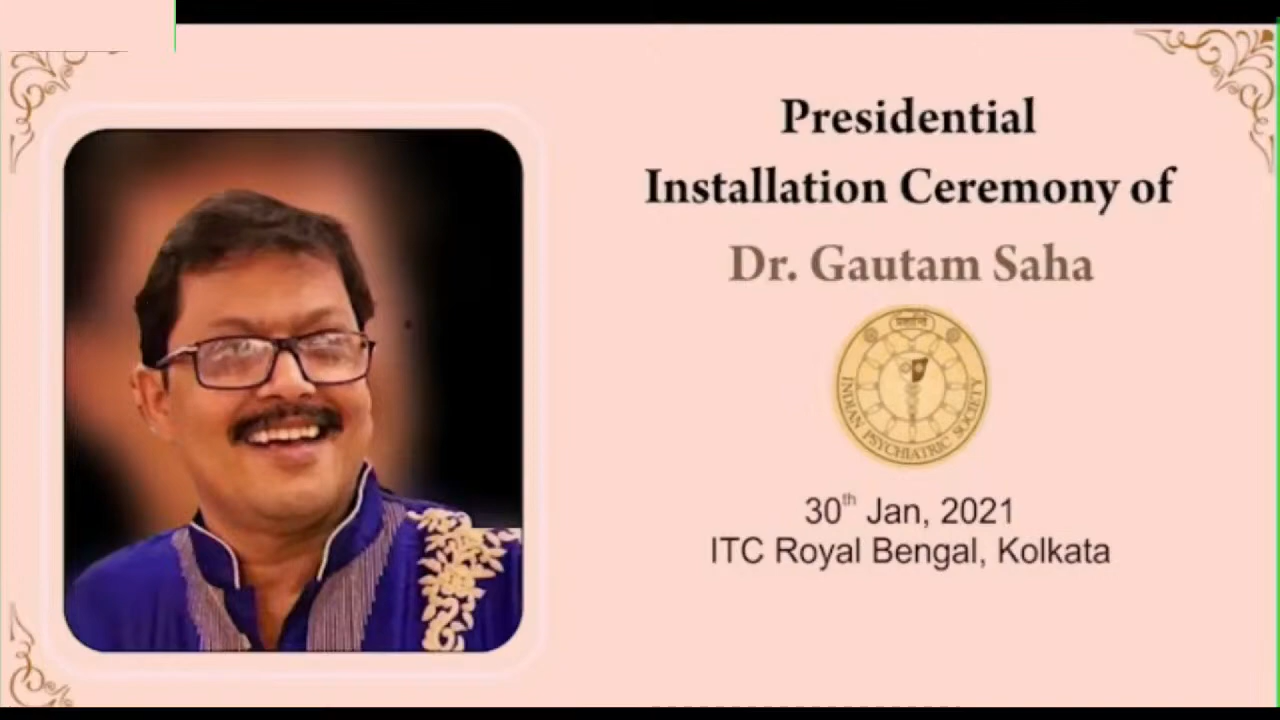 Presidential
Installation Ceremony of
Dr. Gautam Saha
INDIAN PSYCHIATRIC SOCIETY
30th Jan, 2021
ITC Royal Bengal, Kolkata